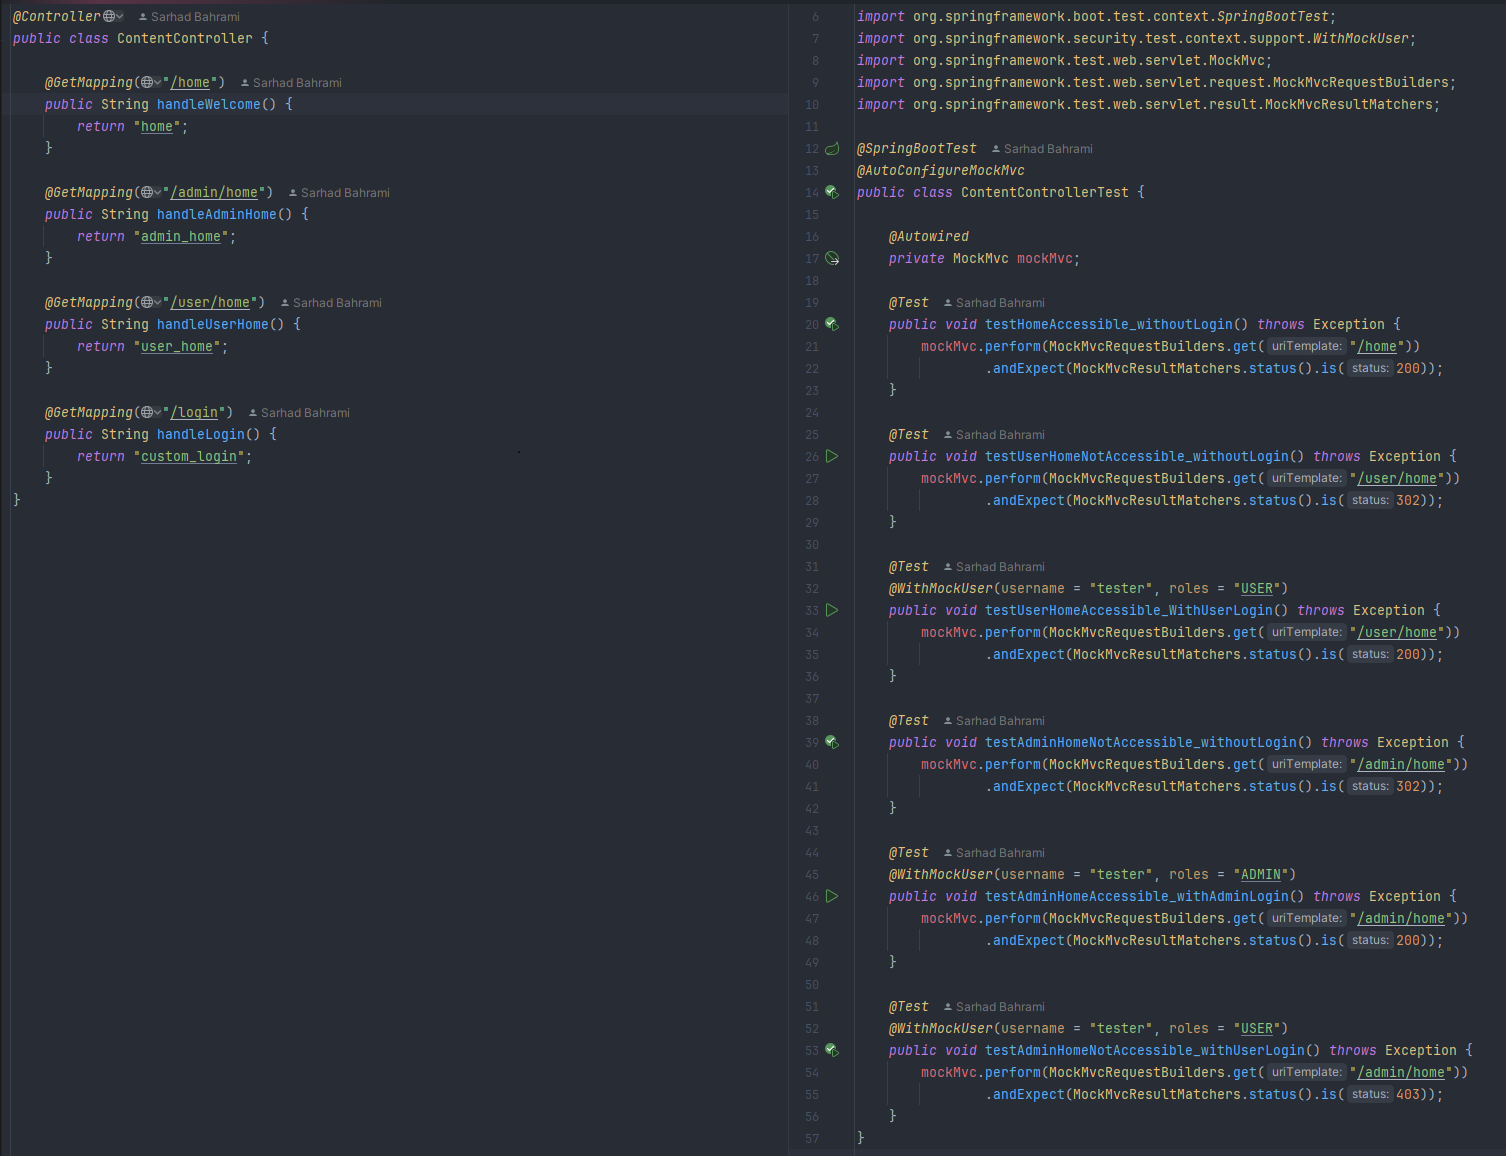 @Controller Sarhad Bahrami
public class ContentController {
@GetMapping("/home") Sarhad Bahrami
public String handleWelcome() {
return "home";
}
@GetMapping("/admin/home") Sarhad Bahrami
public String handleAdminHome() {
return "admin_home";
}
@GetMapping("/user/home") Sarhad Bahrami
public String handleUserHome() {
return "user_home";
}
@GetMapping("/login") Sarhad Bahrami
public String handleLogin() {
return "custom_login";
}
}
6 import org.springframework.boot.test.context.SpringBootTest;
7 import org.springframework.security.test.context.support.WithMockUser;
8 import org.springframework.test.web.servlet.MockMvc;
9 import org.springframework.test.web.servlet.request.MockMvcRequestBuilders;
10 import org.springframework.test.web.servlet.result.MockMvcResultMatchers;
11
12 @SpringBootTest Sarhad Bahrami
13 @AutoConfigureMockMvc
14 public class ContentControllerTest {
15
16 @Autowired
17 private MockMvc mockMvc;
18
19 @Test Sarhad Bahrami
20 public void testHomeAccessible_withoutLogin() throws Exception {
21 mockMvc.perform(MockMvcRequestBuilders.get( uriTemplate: "/home"))
22 .andExpect(MockMvcResultMatchers.status().is( status: 200));
23 }
24
25 @Test Sarhad Bahrami
26 public void testUserHomeNotAccessible_withoutLogin() throws Exception {
27 mockMvc.perform(MockMvcRequestBuilders.get( uriTemplate: "/user/home"))
28 .andExpect(MockMvcResultMatchers.status().is( status: 302));
29 }
30
31 @Test Sarhad Bahrami
32 @WithMockUser(username = "tester", roles = "USER")
33 public void testUserHomeAccessible_WithUserLogin() throws Exception {
34 mockMvc.perform(MockMvcRequestBuilders.get( uriTemplate: "/user/home"))
35 .andExpect(MockMvcResultMatchers.status().is( status: 200));
36 }
37
38 @Test Sarhad Bahrami
39 public void testAdminHomeNotAccessible_withoutLogin() throws Exception {
40 mockMvc.perform(MockMvcRequestBuilders.get( uriTemplate: "/admin/home"))
41 .andExpect(MockMvcResultMatchers.status().is( status: 302));
42 }
43
44 @Test Sarhad Bahrami
45 @WithMockUser(username = "tester", roles = "ADMIN")
46 public void testAdminHomeAccessible_withAdminLogin() throws Exception {
47 mockMvc.perform(MockMvcRequestBuilders.get( uriTemplate: "/admin/home"))
48 .andExpect(MockMvcResultMatchers.status().is( status: 200));
49 }
50
51 @Test Sarhad Bahrami
52 @WithMockUser(username = "tester", roles = "USER")
53 public void testAdminHomeNotAccessible_withUserLogin() throws Exception {
54 mockMvc.perform(MockMvcRequestBuilders.get( uriTemplate: "/admin/home"))
55 .andExpect(MockMvcResultMatchers.status().is( status: 403));
56 }
57 }